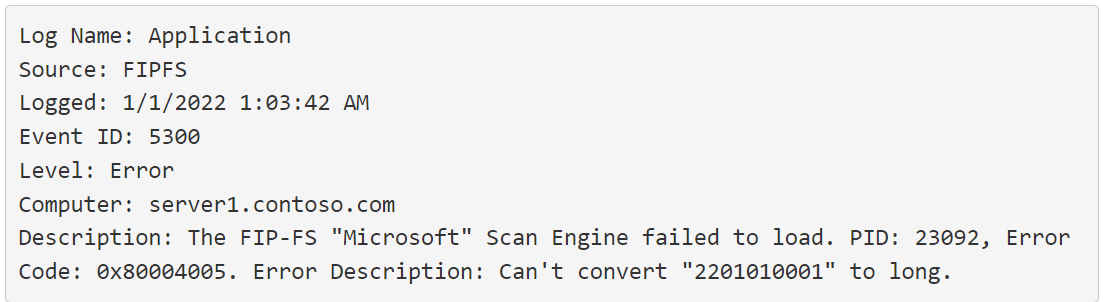 Log Name: Application
Source: FIPFS
Logged: 1/1/2022 1:03:42 AM
Event ID: 5300
Level: Error
Computer: server1.contoso.com
Description: The FIP-FS "Microsoft" Scan Engine failed to load. PID: 23092, Error
Code: 0x80004005. Error Description: Can't convert "2201010001" to long.